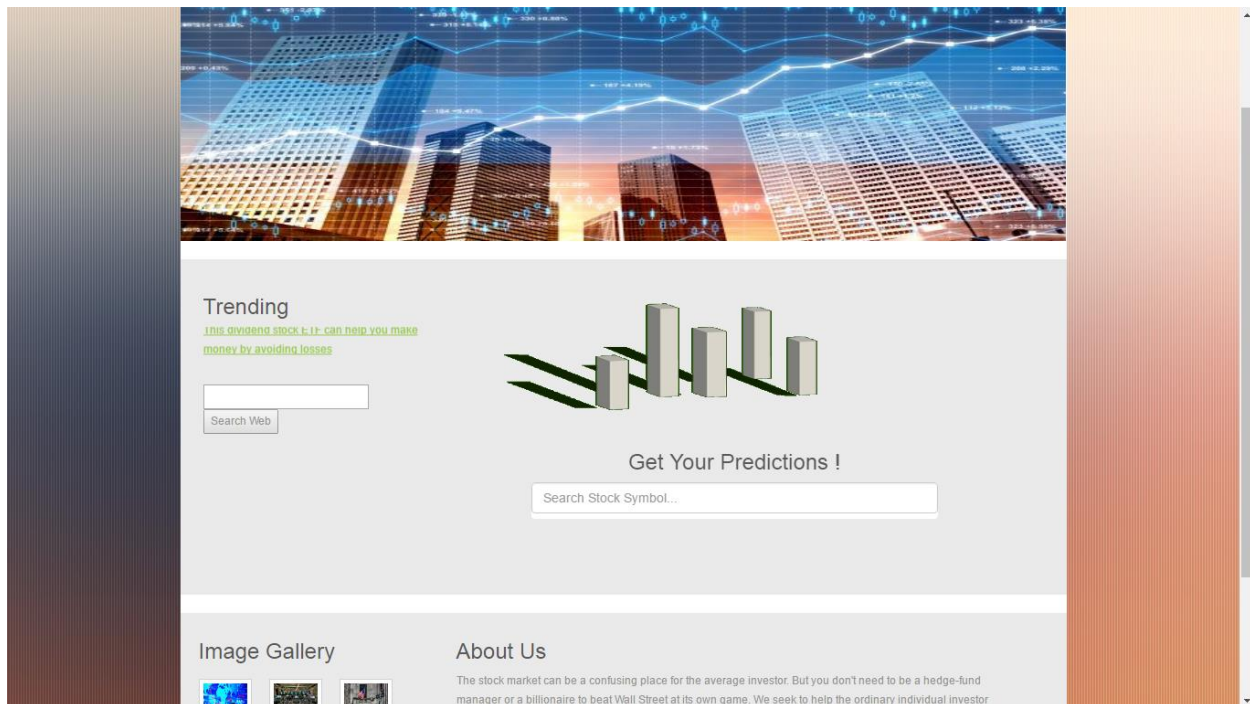 Trending
This dividend stock ETF can help you make
money by avoiding losses
Search Web
Get Your Predictions !
Search Stock Symbol...
Image Gallery
About Us
The stock market can be a confusing place for the average investor. But you don't need to be a hedge-fund
manager or a billionaire to beat Wall Street at its own game. We seek to help the ordinary individual investor